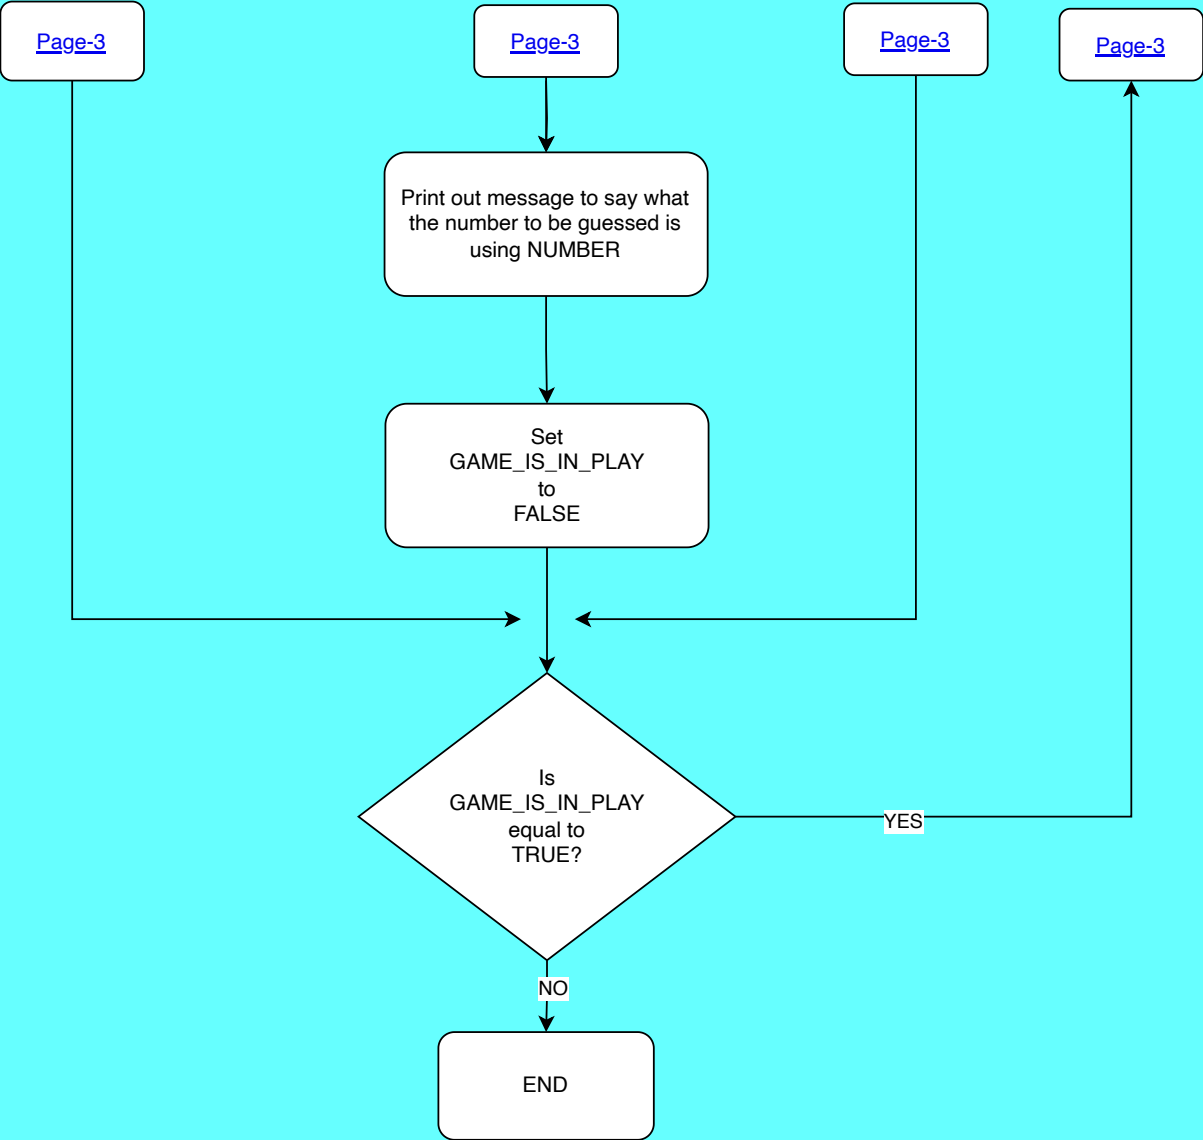 Page-3
Page-3
Page-3
Page-3
Print out message to say what
the number to be guessed is
using NUMBER
Set
GAME_IS_IN_PLAY
to
FALSE
Is
GAME_IS_IN_PLAY
equal to
TRUE?
YES
NO
END